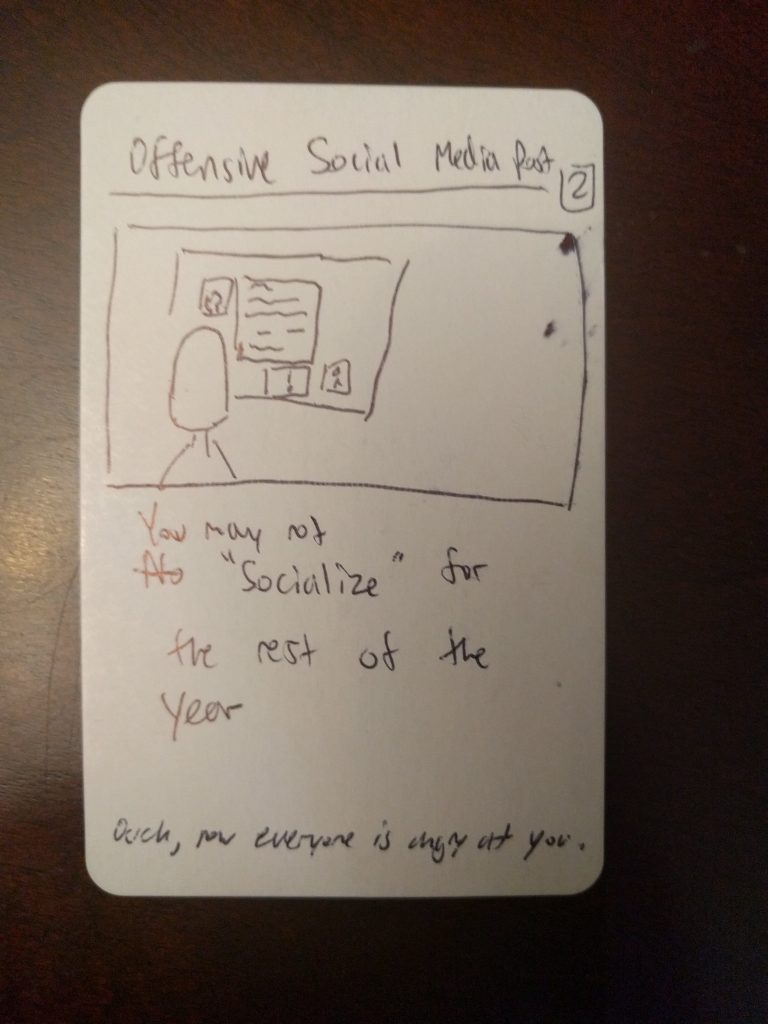 Offensive Social Media Post
2
You may not
No "Socialize" for
the rest of the
year
Ouch, now everyone is angry at you.